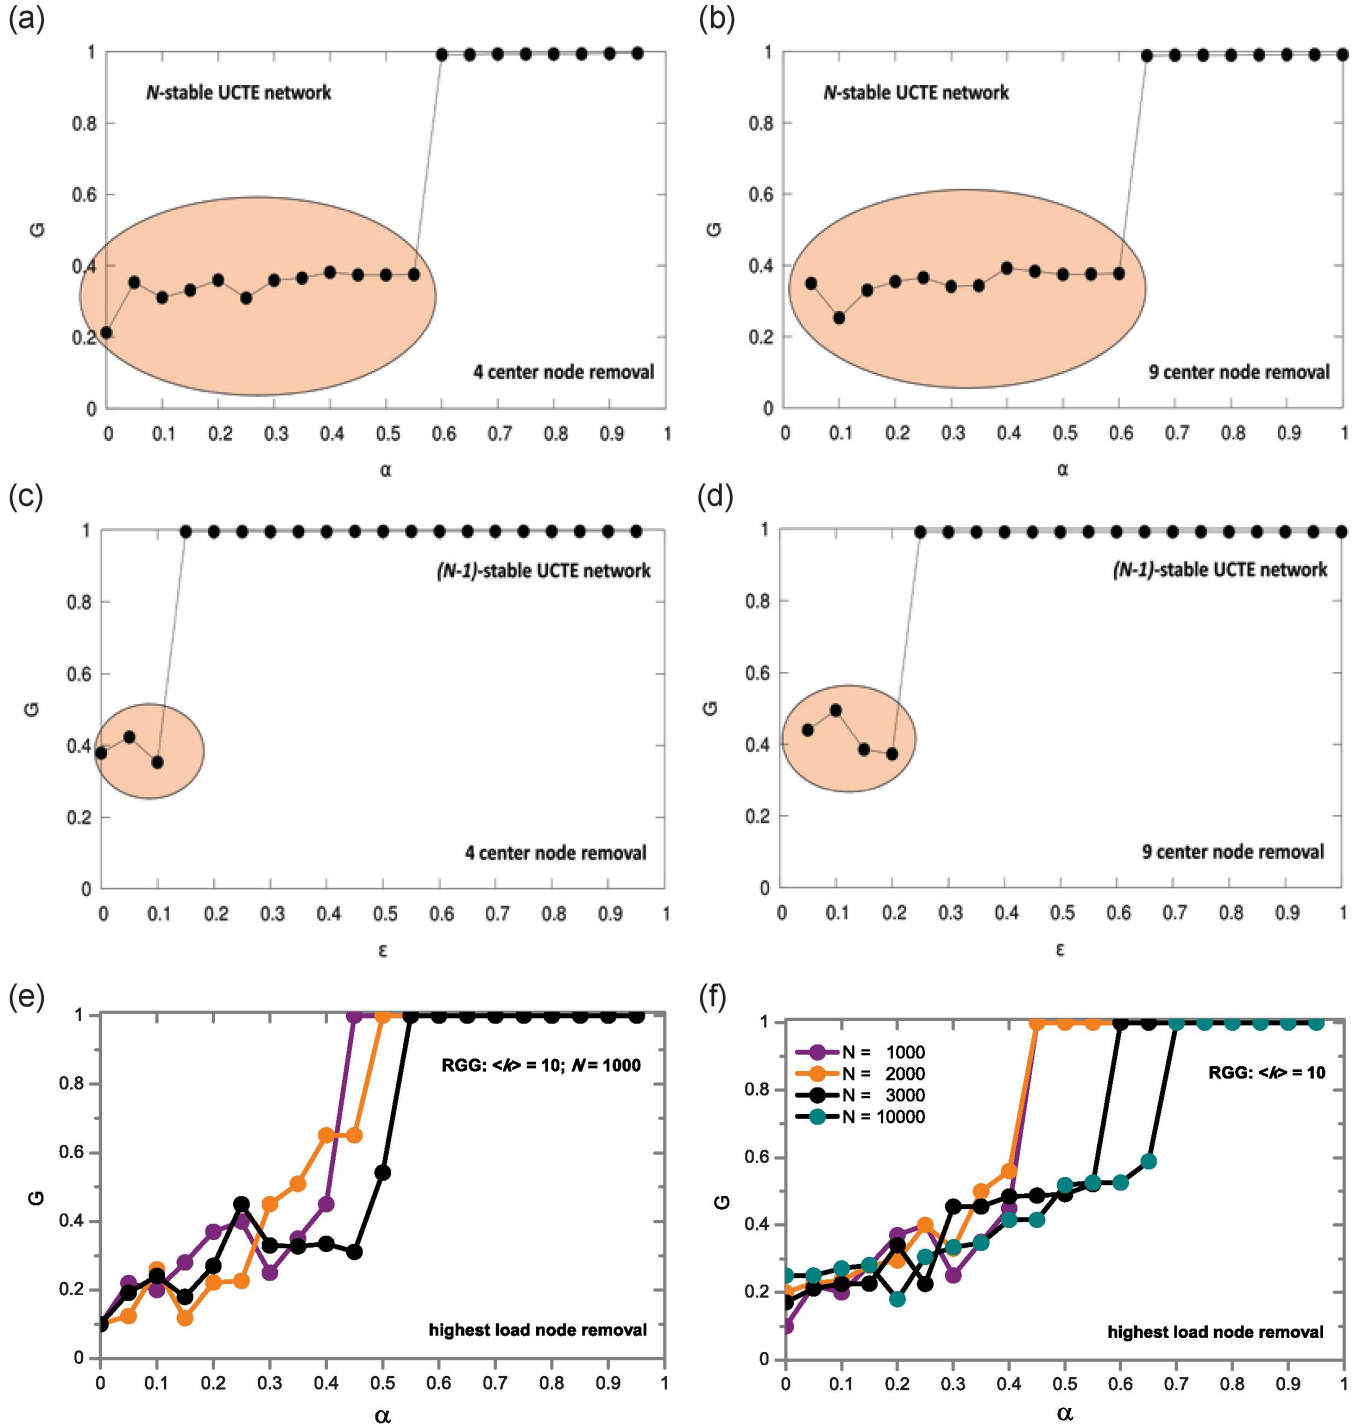 (a)
1
0.8
0.6
0.4
0.2
0
G
N-stable UCTE network
4 center node removal
0 0.1 0.2 0.3 0.4 0.5 0.6 0.7 0.8 0.9 1
α
(b)
1
0.8
0.6
0.4
0.2
0
G
N-stable UCTE network
9 center node removal
0 0.1 0.2 0.3 0.4 0.5 0.6 0.7 0.8 0.9 1
α
(c)
1
0.8
0.6
0.4
0.2
0
G
(N-1)-stable UCTE network
4 center node removal
0 0.1 0.2 0.3 0.4 0.5 0.6 0.7 0.8 0.9 1
ε
(d)
1
0.8
0.6
0.4
0.2
0
G
(N-1)-stable UCTE network
9 center node removal
0 0.1 0.2 0.3 0.4 0.5 0.6 0.7 0.8 0.9 1
ε
(e)
1
0.8
0.6
0.4
0.2
0
G
RGG: <k> = 10; N = 1000
highest load node removal
0 0.1 0.2 0.3 0.4 0.5 0.6 0.7 0.8 0.9 1
α
(f)
1
0.8
0.6
0.4
0.2
0
G
N = 1000
N = 2000
N = 3000
N = 10000
RGG: <k> = 10
highest load node removal
0 0.1 0.2 0.3 0.4 0.5 0.6 0.7 0.8 0.9 1
α